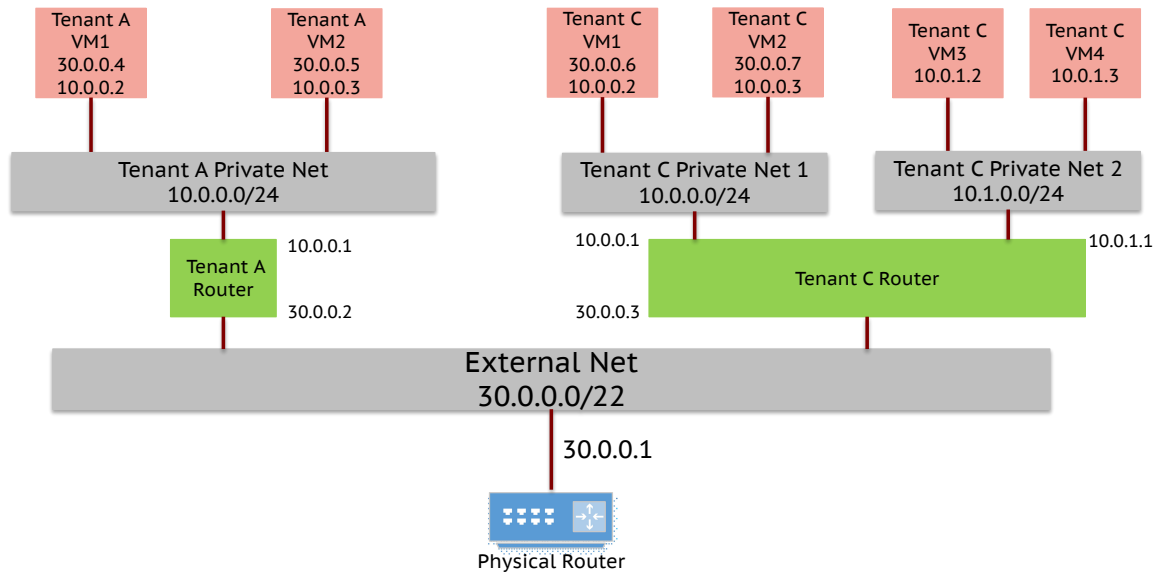 Tenant A
VM1
30.0.0.4
10.0.0.2
Tenant A
VM2
30.0.0.5
10.0.0.3
Tenant C
VM1
30.0.0.6
10.0.0.2
Tenant C
VM2
30.0.0.7
10.0.0.3
Tenant C
VM3
10.0.1.2
Tenant C
VM4
10.0.1.3
Tenant A Private Net
10.0.0.0/24
Tenant C Private Net 1
10.0.0.0/24
Tenant C Private Net 2
10.1.0.0/24
10.0.0.1
Tenant A
Router
30.0.0.2
10.0.0.1
10.0.1.1
Tenant C Router
30.0.0.3
External Net
30.0.0.0/22
30.0.0.1
Physical Router